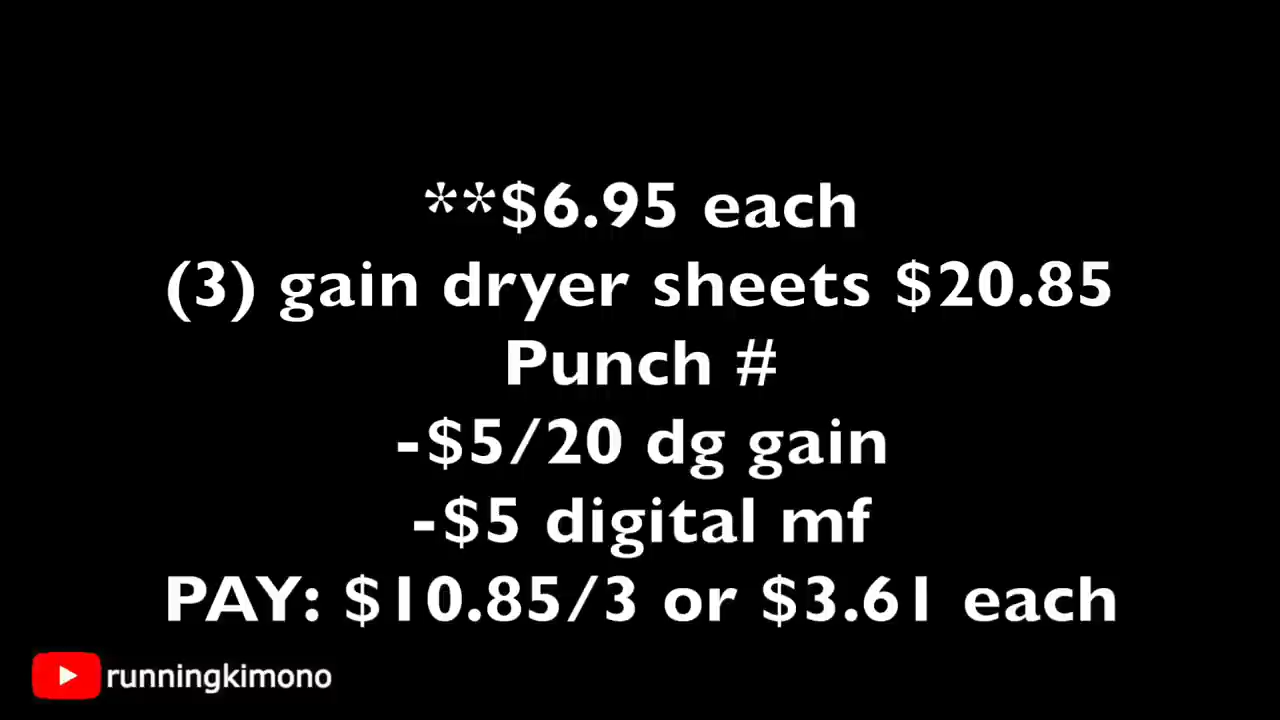 **$6.95 each
(3) gain dryer sheets $20.85
Punch #
-$5/20 dg gain
-$5 digital mf
PAY: $10.85/3 or $3.61 each
runningkimono